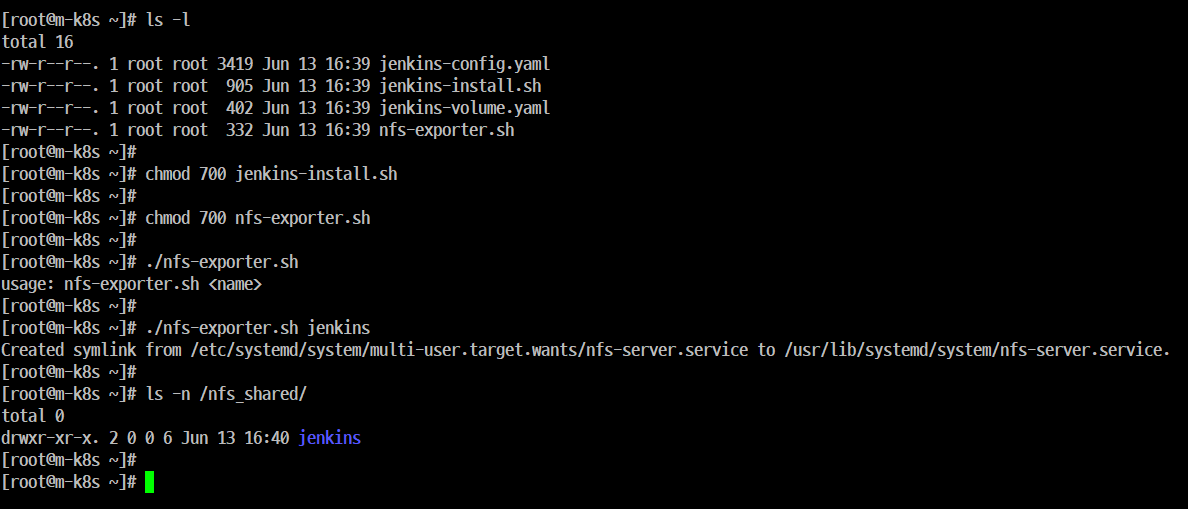 [root@m-k8s ~]# ls -l
total 16
-rw-r--r--. 1 root root 3419 Jun 13 16:39 jenkins-config.yaml
-rw-r--r--. 1 root root  905 Jun 13 16:39 jenkins-install.sh
-rw-r--r--. 1 root root  402 Jun 13 16:39 jenkins-volume.yaml
-rw-r--r--. 1 root root  332 Jun 13 16:39 nfs-exporter.sh
[root@m-k8s ~]#
[root@m-k8s ~]# chmod 700 jenkins-install.sh
[root@m-k8s ~]#
[root@m-k8s ~]# chmod 700 nfs-exporter.sh
[root@m-k8s ~]#
[root@m-k8s ~]# ./nfs-exporter.sh
usage: nfs-exporter.sh <name>
[root@m-k8s ~]#
[root@m-k8s ~]# ./nfs-exporter.sh jenkins
Created symlink from /etc/systemd/system/multi-user.target.wants/nfs-server.service to /usr/lib/systemd/system/nfs-server.service.
[root@m-k8s ~]#
[root@m-k8s ~]# ls -n /nfs_shared/
total 0
drwxr-xr-x. 2 0 0 6 Jun 13 16:40 jenkins
[root@m-k8s ~]#
[root@m-k8s ~]#